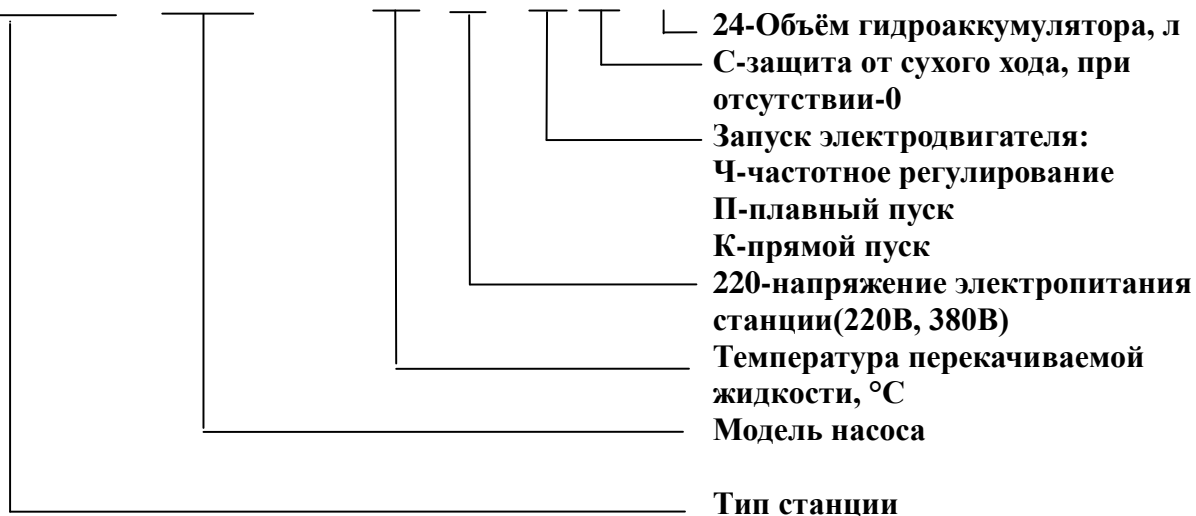 24-Объём гидроаккумулятора, л
С-защита от сухого хода, при
отсутствии-0
Запуск электродвигателя:
Ч-частотное регулирование
П-плавный пуск
К-прямой пуск
220-напряжение электропитания
станции(220В, 380В)
Температура перекачиваемой
жидкости, °С
Модель насоса
Тип станции